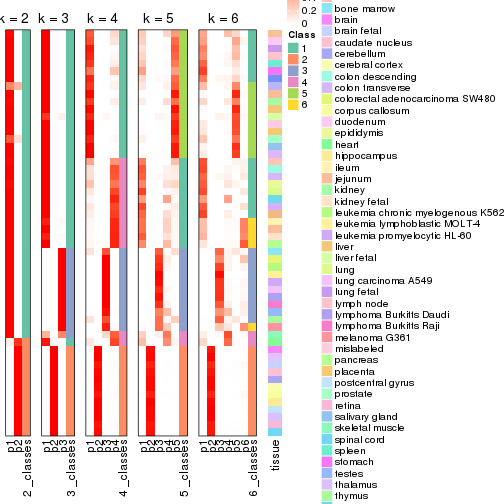 k = 2
k = 3
k = 4
k = 5
k = 6
0.2
0
Class
1
2
3
4
5
6
bone marrow
brain
brain fetal
caudate nucleus
cerebellum
cerebral cortex
colon descending
colon transverse
colorectal adenocarcinoma SW480
corpus callosum
duodenum
epididymis
heart
hippocampus
ileum
jejunum
kidney
kidney fetal
leukemia chronic myelogenous K562
leukemia lymphoblastic MOLT-4
leukemia promyelocytic HL-60
liver
liver fetal
lung
lung carcinoma A549
lung fetal
lymph node
lymphoma Burkitts Daudi
lymphoma Burkitts Raji
melanoma G361
mislabeled
pancreas
placenta
postcentral gyrus
prostate
retina
salivary gland
skeletal muscle
spinal cord
spleen
stomach
testes
thalamus
thymus
p1
p2
2_classes
p1
p2
p3
3_classes
p1
p2
p3
p4
4_classes
p1
p2
p3
p4
p5
5_classes
p1
p2
p3
p4
p5
p6
6_classes
tissue